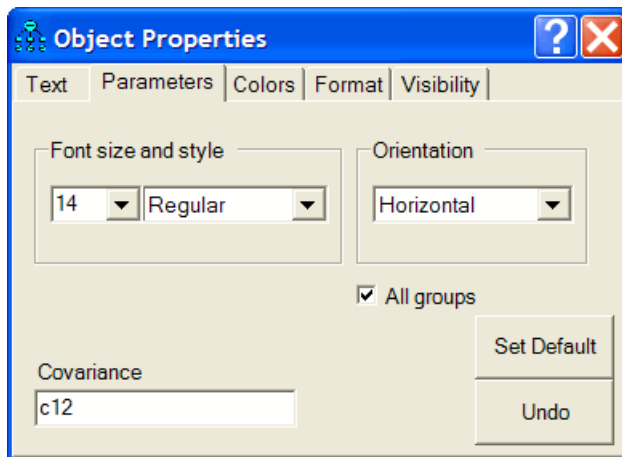 Object Properties
Text Parameters Colors Format Visibility
Font size and style
Orientation
14 Regular
Horizontal
All groups
Set Default
Covariance
c12
Undo